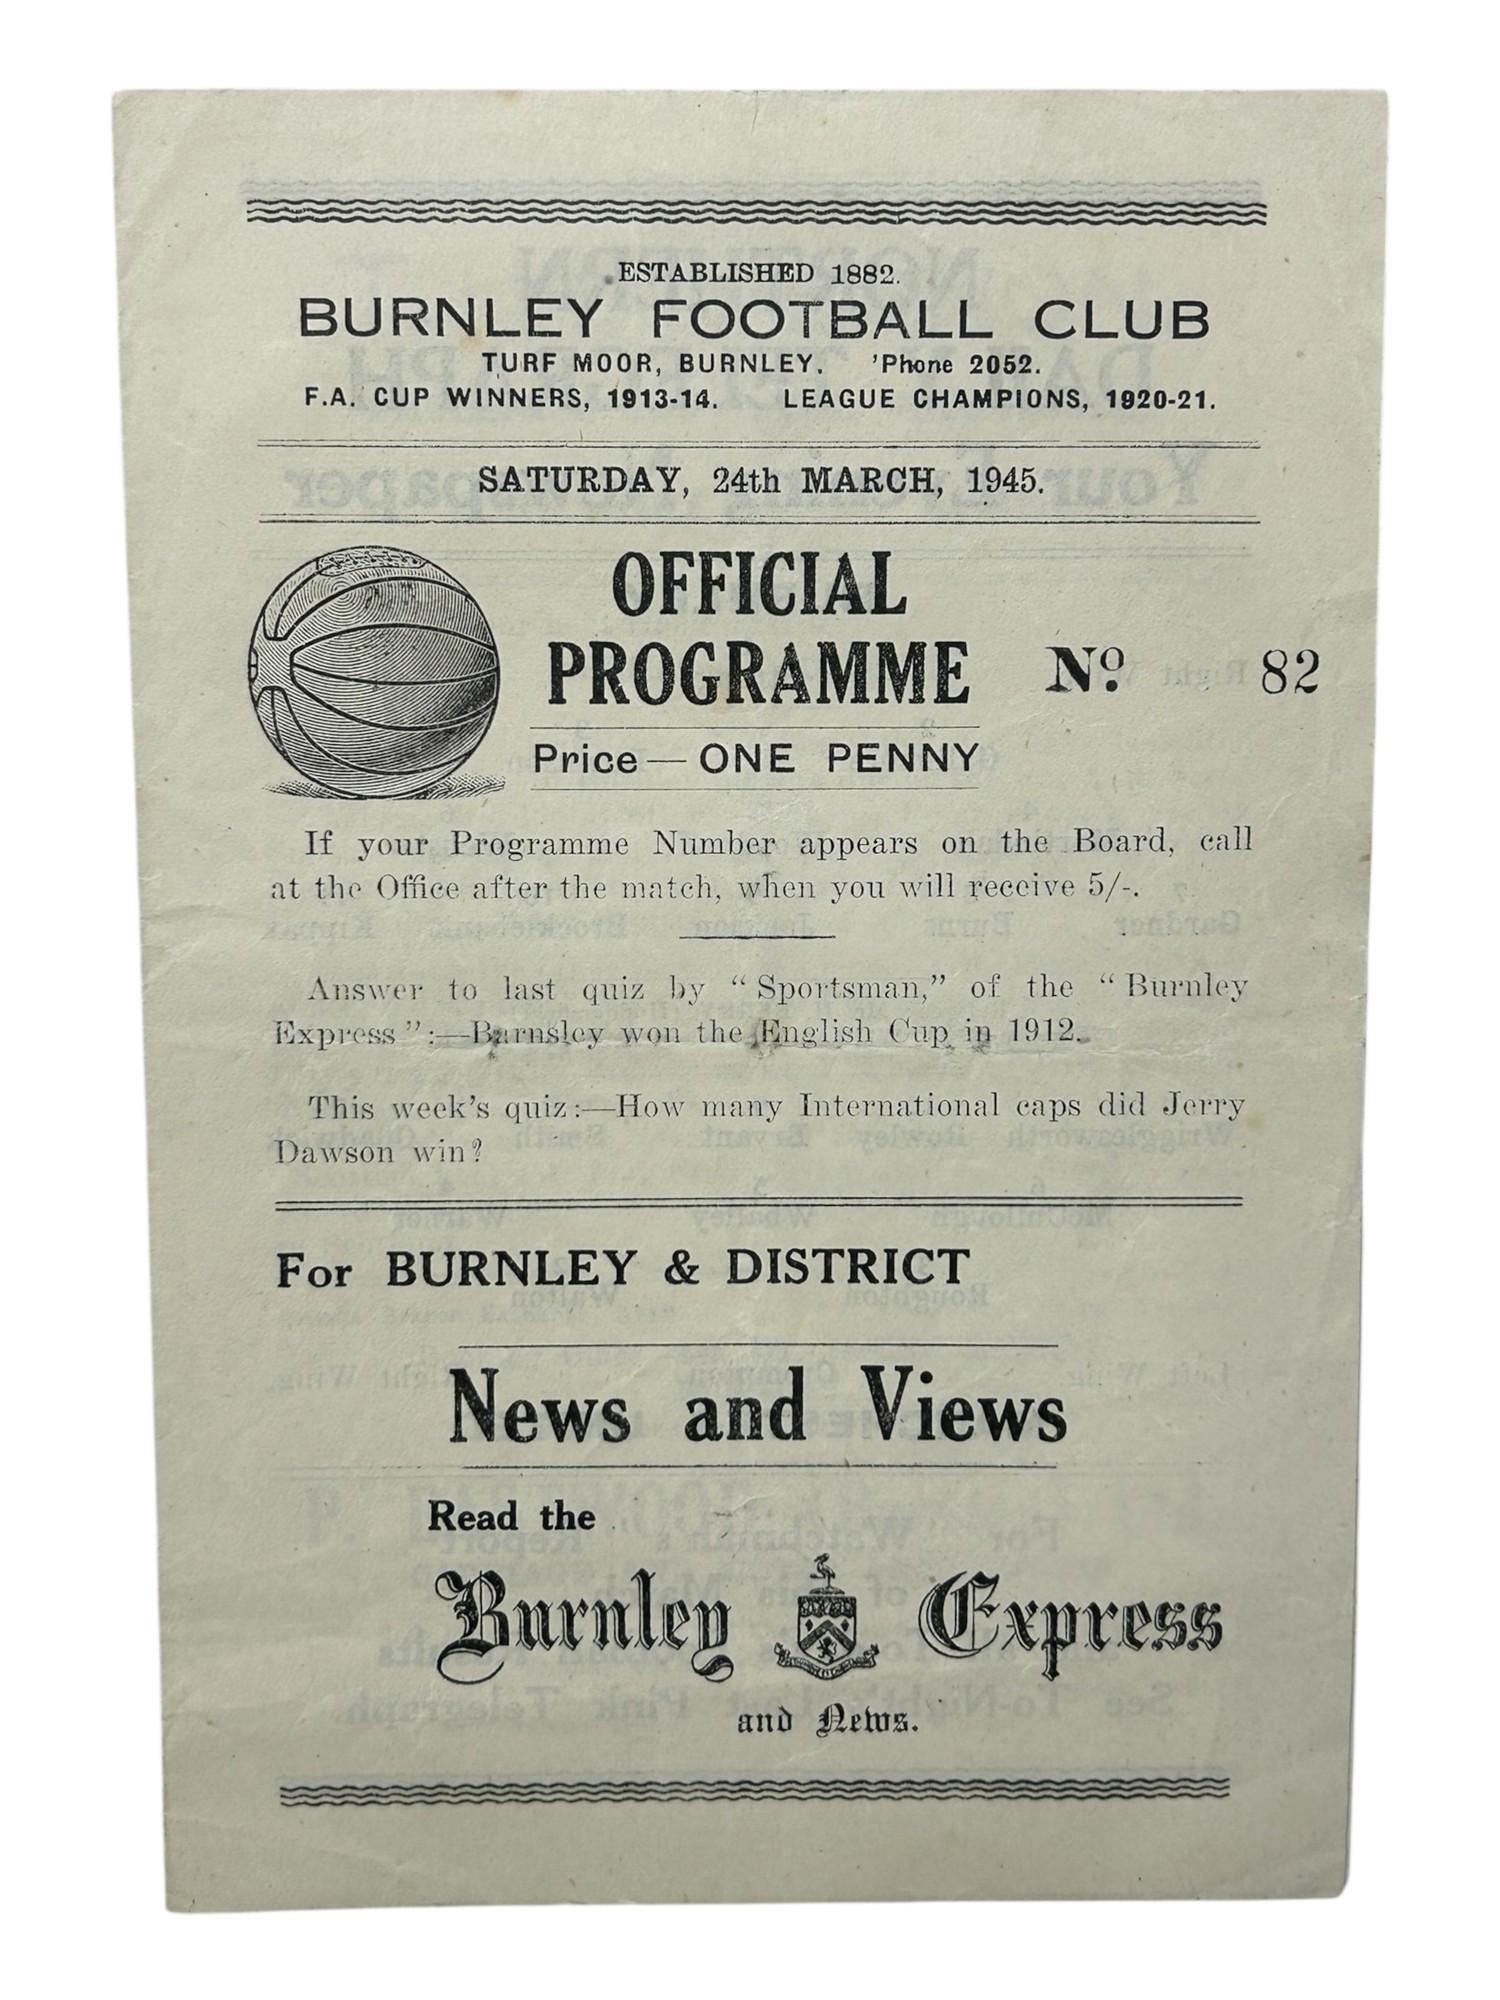 ESTABLISHED 1882.
BURNLEY FOOTBALL CLUB
TURF MOOR, BURNLEY. 'Phone 2052.
F.A. CUP WINNERS, 1913-14. LEAGUE CHAMPIONS, 1920-21.
SATURDAY, 24th MARCH, 1945.
OFFICIAL
PROGRAMME
No. 82
Price — ONE PENNY
If your Programme Number appears on the Board, call
at the Office after the match, when you will receive 5/-.
Answer to last quiz by "Sportsman," of the "Burnley
Express":—Barnsley won the English Cup in 1912.
This week's quiz:—How many International caps did Jerry
Dawson win?
For BURNLEY & DISTRICT
News and Views
Read the
Burnley Express
and News.